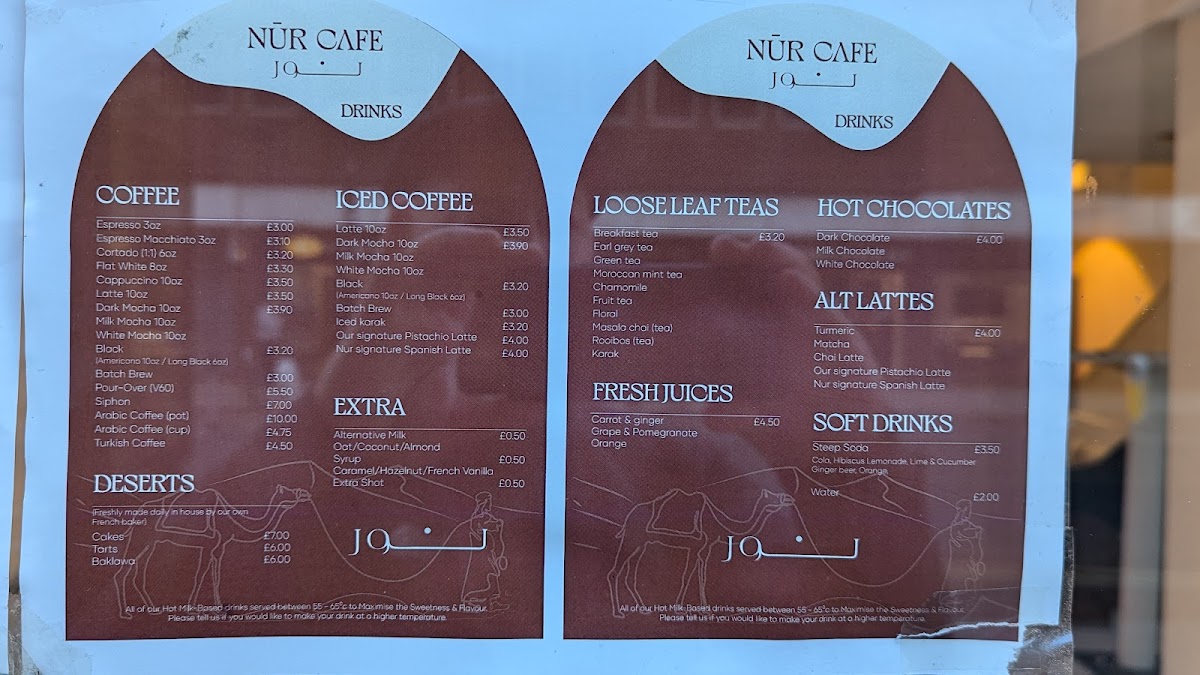 NŪR CAFE
نور
DRINKS
COFFEE
Espresso 3oz £3.00
Espresso Macchiato 3oz £3.10
Cortado (1:1) 6oz £3.20
Flat White 8oz £3.30
Cappuccino 10oz £3.50
Latte 10oz £3.50
Dark Mocha 10oz £3.90
Milk Mocha 10oz
White Mocha 10oz
Black £3.20
(Americano 10oz / Long Black 6oz)
Batch Brew £3.00
Pour-Over (V60) £5.50
Siphon £7.00
Arabic Coffee (pot) £10.00
Arabic Coffee (cup) £4.75
Turkish Coffee £4.50
DESERTS
(Freshly made daily in house by our own
French baker)
Cakes £7.00
Tarts £6.00
Baklawa £6.00
ICED COFFEE
Latte 10oz £3.50
Dark Mocha 10oz £3.90
Milk Mocha 10oz
White Mocha 10oz
Black £3.20
(Americano 10oz / Long Black 6oz)
Batch Brew £3.00
Iced karak £3.20
Our signature Pistachio Latte £4.00
Nur signature Spanish Latte £4.00
EXTRA
Alternative Milk £0.50
Oat/Coconut/Almond
Syrup £0.50
Caramel/Hazelnut/French Vanilla
Extra Shot £0.50
نور
All of our Hot Milk-Based drinks served between 55 - 65°c to Maximise the Sweetness & Flavour.
Please tell us if you would like to make your drink at a higher temperature.
NŪR CAFE
نور
DRINKS
LOOSE LEAF TEAS
Breakfast tea £3.20
Earl grey tea
Green tea
Moroccan mint tea
Chamomile
Fruit tea
Floral
Masala chai (tea)
Rooibos (tea)
Karak
FRESH JUICES
Carrot & ginger £4.50
Grape & Pomegranate
Orange
HOT CHOCOLATES
Dark Chocolate £4.00
Milk Chocolate
White Chocolate
ALT LATTES
Turmeric £4.00
Matcha
Chai Latte
Our signature Pistachio Latte
Nur signature Spanish Latte
SOFT DRINKS
Steep Soda £3.50
Cola, Hibiscus Lemonade, Lime & Cucumber
Ginger beer, Orange,
Water £2.00
نور
All of our Hot Milk-Based drinks served between 55 - 65°c to Maximise the Sweetness & Flavour.
Please tell us if you would like to make your drink at a higher temperature.